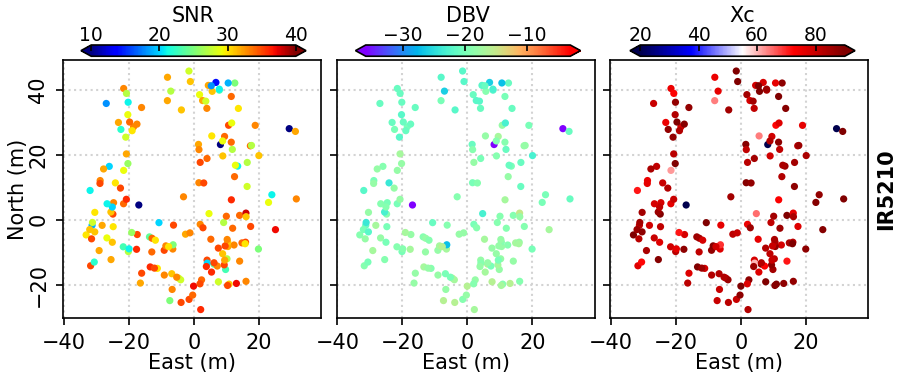 SNR
DBV
Xc
10 20 30 40
−30 −20 −10
20 40 60 80
North (m)
40
20
0
−20
−40 −20 0 20
−40 −20 0 20
−40 −20 0 20
East (m)
East (m)
East (m)
IR5210